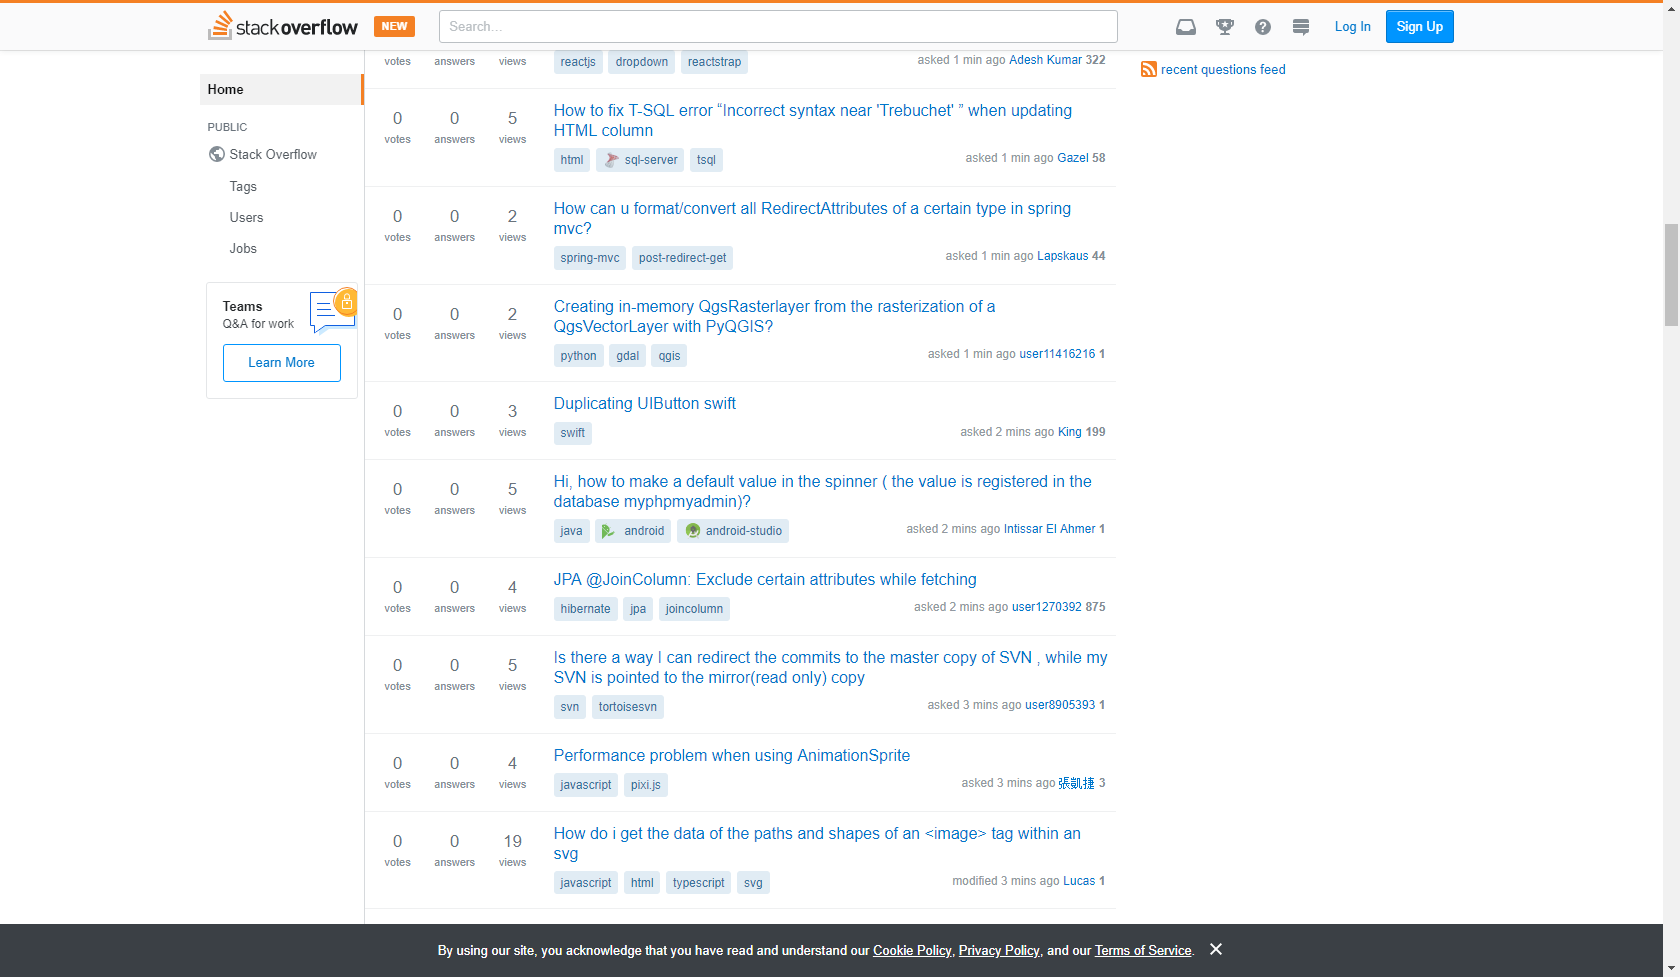 stackoverflow NEW Search... Log In Sign Up
Home
PUBLIC
Stack Overflow
Tags
Users
Jobs
Teams
Q&A for work
Learn More
votes answers views
reactjs dropdown reactstrap
asked 1 min ago Adesh Kumar 322
0 votes 0 answers 5 views
How to fix T-SQL error “Incorrect syntax near 'Trebuchet' ” when updating
HTML column
html sql-server tsql
asked 1 min ago Gazel 58
0 votes 0 answers 2 views
How can u format/convert all RedirectAttributes of a certain type in spring
mvc?
spring-mvc post-redirect-get
asked 1 min ago Lapskaus 44
0 votes 0 answers 2 views
Creating in-memory QgsRasterlayer from the rasterization of a
QgsVectorLayer with PyQGIS?
python gdal qgis
asked 1 min ago user11416216 1
0 votes 0 answers 3 views
Duplicating UIButton swift
swift
asked 2 mins ago King 199
0 votes 0 answers 5 views
Hi, how to make a default value in the spinner ( the value is registered in the
database myphpmyadmin)?
java android android-studio
asked 2 mins ago Intissar El Ahmer 1
0 votes 0 answers 4 views
JPA @JoinColumn: Exclude certain attributes while fetching
hibernate jpa joincolumn
asked 2 mins ago user1270392 875
0 votes 0 answers 5 views
Is there a way I can redirect the commits to the master copy of SVN , while my
SVN is pointed to the mirror(read only) copy
svn tortoisesvn
asked 3 mins ago user8905393 1
0 votes 0 answers 4 views
Performance problem when using AnimationSprite
javascript pixi.js
asked 3 mins ago 張凱捷 3
0 votes 0 answers 19 views
How do i get the data of the paths and shapes of an <image> tag within an
svg
javascript html typescript svg
modified 3 mins ago Lucas 1
recent questions feed
By using our site, you acknowledge that you have read and understand our Cookie Policy, Privacy Policy, and our Terms of Service.